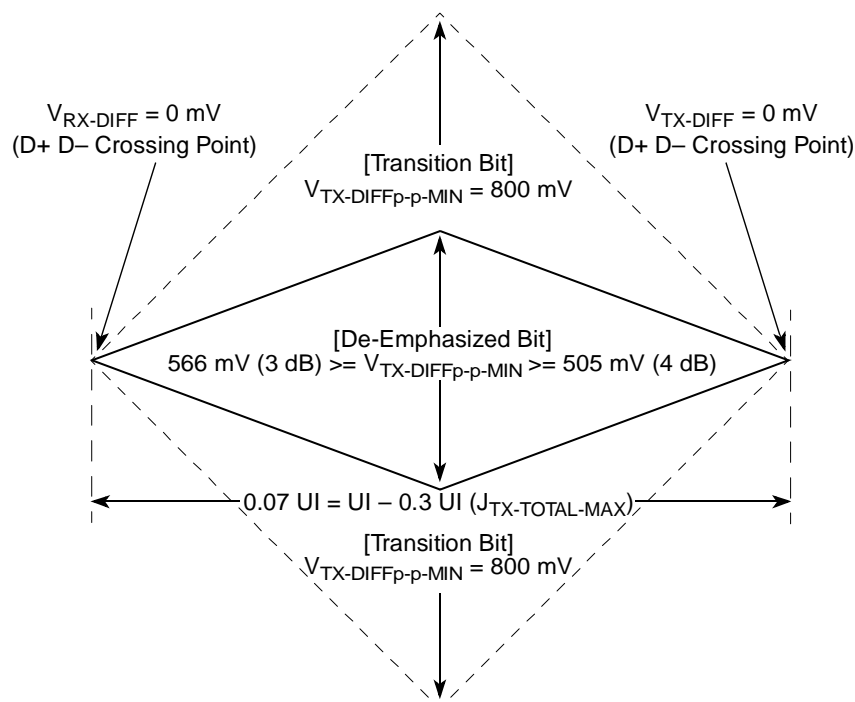 V_RX-DIFF = 0 mV
(D+ D– Crossing Point)
V_TX-DIFF = 0 mV
(D+ D– Crossing Point)
[Transition Bit]
V_TX-DIFFp-p-MIN = 800 mV
[De-Emphasized Bit]
566 mV (3 dB) >= V_TX-DIFFp-p-MIN >= 505 mV (4 dB)
0.07 UI = UI – 0.3 UI (J_TX-TOTAL-MAX)
[Transition Bit]
V_TX-DIFFp-p-MIN = 800 mV